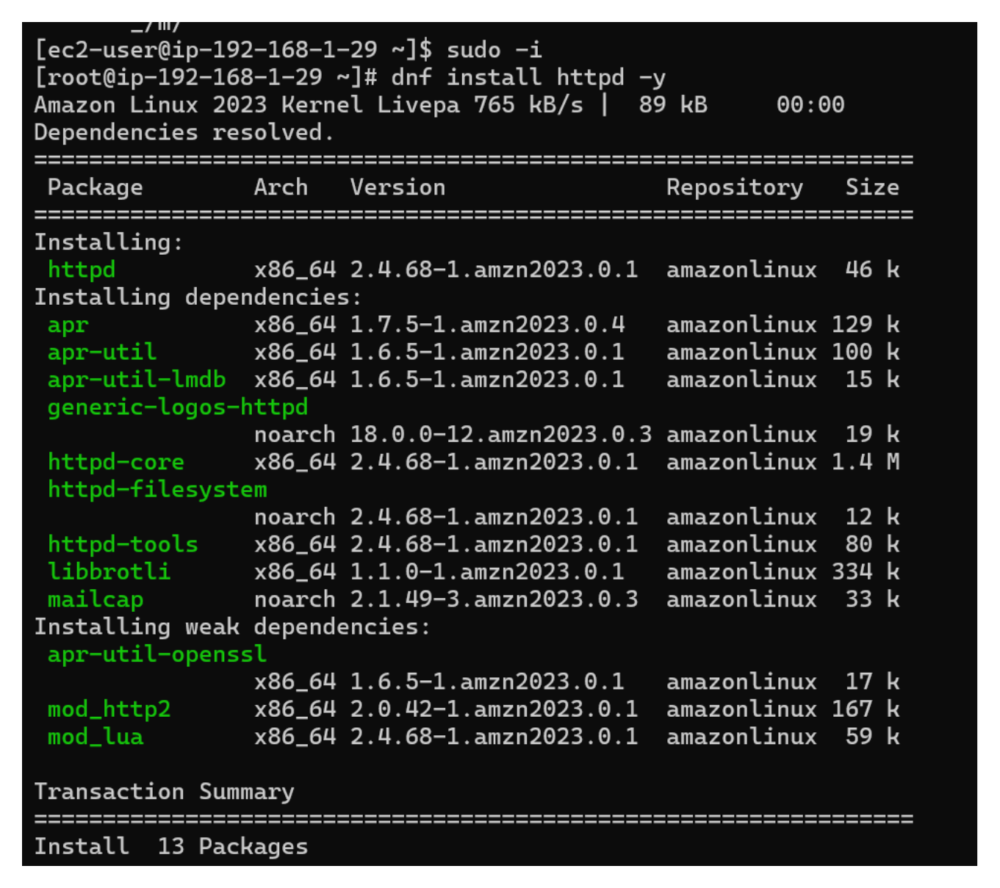 _/m/
[ec2-user@ip-192-168-1-29 ~]$ sudo -i
[root@ip-192-168-1-29 ~]# dnf install httpd -y
Amazon Linux 2023 Kernel Livepa 765 kB/s |  89 kB     00:00
Dependencies resolved.
================================================================
 Package        Arch   Version                Repository   Size
================================================================
Installing:
 httpd          x86_64 2.4.68-1.amzn2023.0.1  amazonlinux  46 k
Installing dependencies:
 apr            x86_64 1.7.5-1.amzn2023.0.4   amazonlinux 129 k
 apr-util       x86_64 1.6.5-1.amzn2023.0.1   amazonlinux 100 k
 apr-util-lmdb  x86_64 1.6.5-1.amzn2023.0.1   amazonlinux  15 k
 generic-logos-httpd
                noarch 18.0.0-12.amzn2023.0.3 amazonlinux  19 k
 httpd-core     x86_64 2.4.68-1.amzn2023.0.1  amazonlinux 1.4 M
 httpd-filesystem
                noarch 2.4.68-1.amzn2023.0.1  amazonlinux  12 k
 httpd-tools    x86_64 2.4.68-1.amzn2023.0.1  amazonlinux  80 k
 libbrotli      x86_64 1.1.0-1.amzn2023.0.1   amazonlinux 334 k
 mailcap        noarch 2.1.49-3.amzn2023.0.3  amazonlinux  33 k
Installing weak dependencies:
 apr-util-openssl
                x86_64 1.6.5-1.amzn2023.0.1   amazonlinux  17 k
 mod_http2      x86_64 2.0.42-1.amzn2023.0.1  amazonlinux 167 k
 mod_lua        x86_64 2.4.68-1.amzn2023.0.1  amazonlinux  59 k

Transaction Summary
================================================================
Install  13 Packages